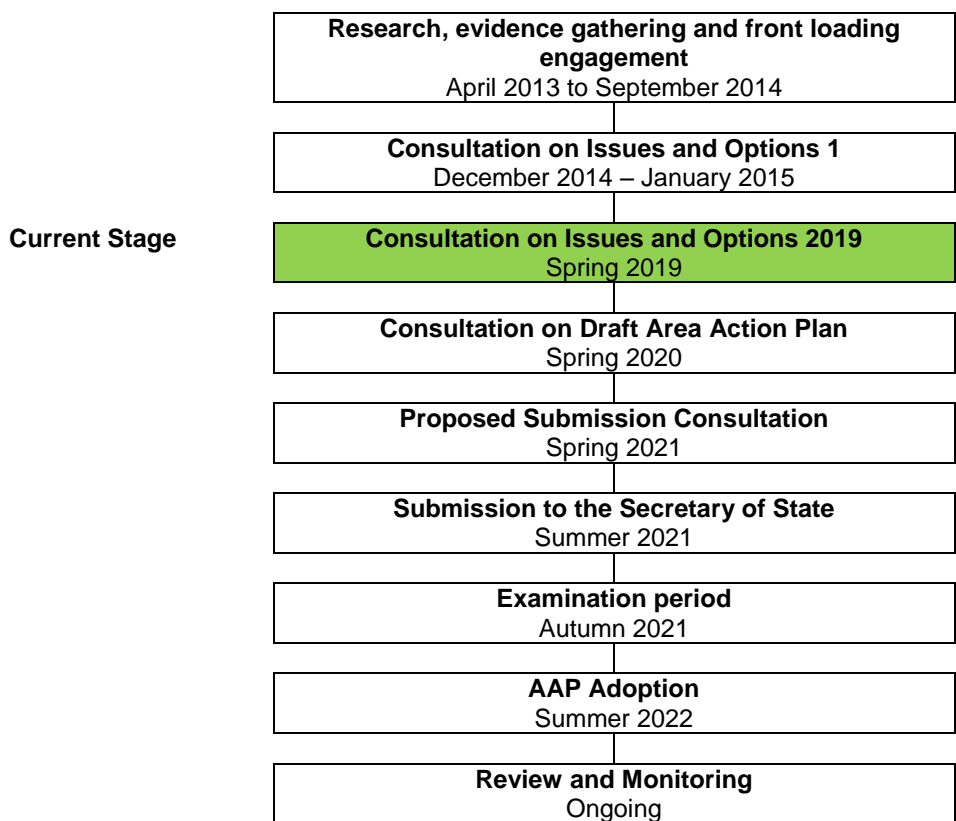 Research, evidence gathering and front loading
engagement
April 2013 to September 2014
Consultation on Issues and Options 1
December 2014 – January 2015
Current Stage
Consultation on Issues and Options 2019
Spring 2019
Consultation on Draft Area Action Plan
Spring 2020
Proposed Submission Consultation
Spring 2021
Submission to the Secretary of State
Summer 2021
Examination period
Autumn 2021
AAP Adoption
Summer 2022
Review and Monitoring
Ongoing